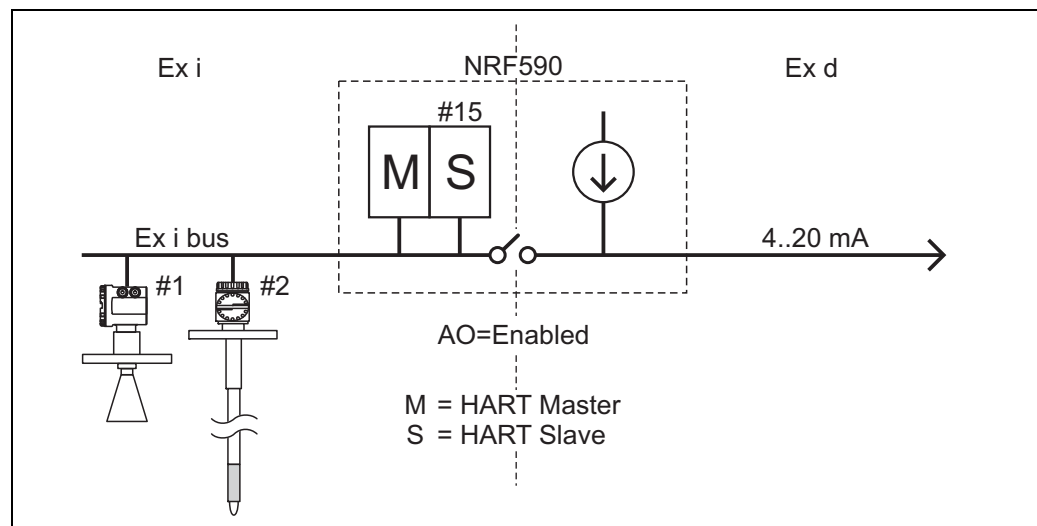 Ex i
NRF590
Ex d
#15
M
S
Ex i bus
4..20 mA
#1
#2
AO=Enabled
M = HART Master
S = HART Slave